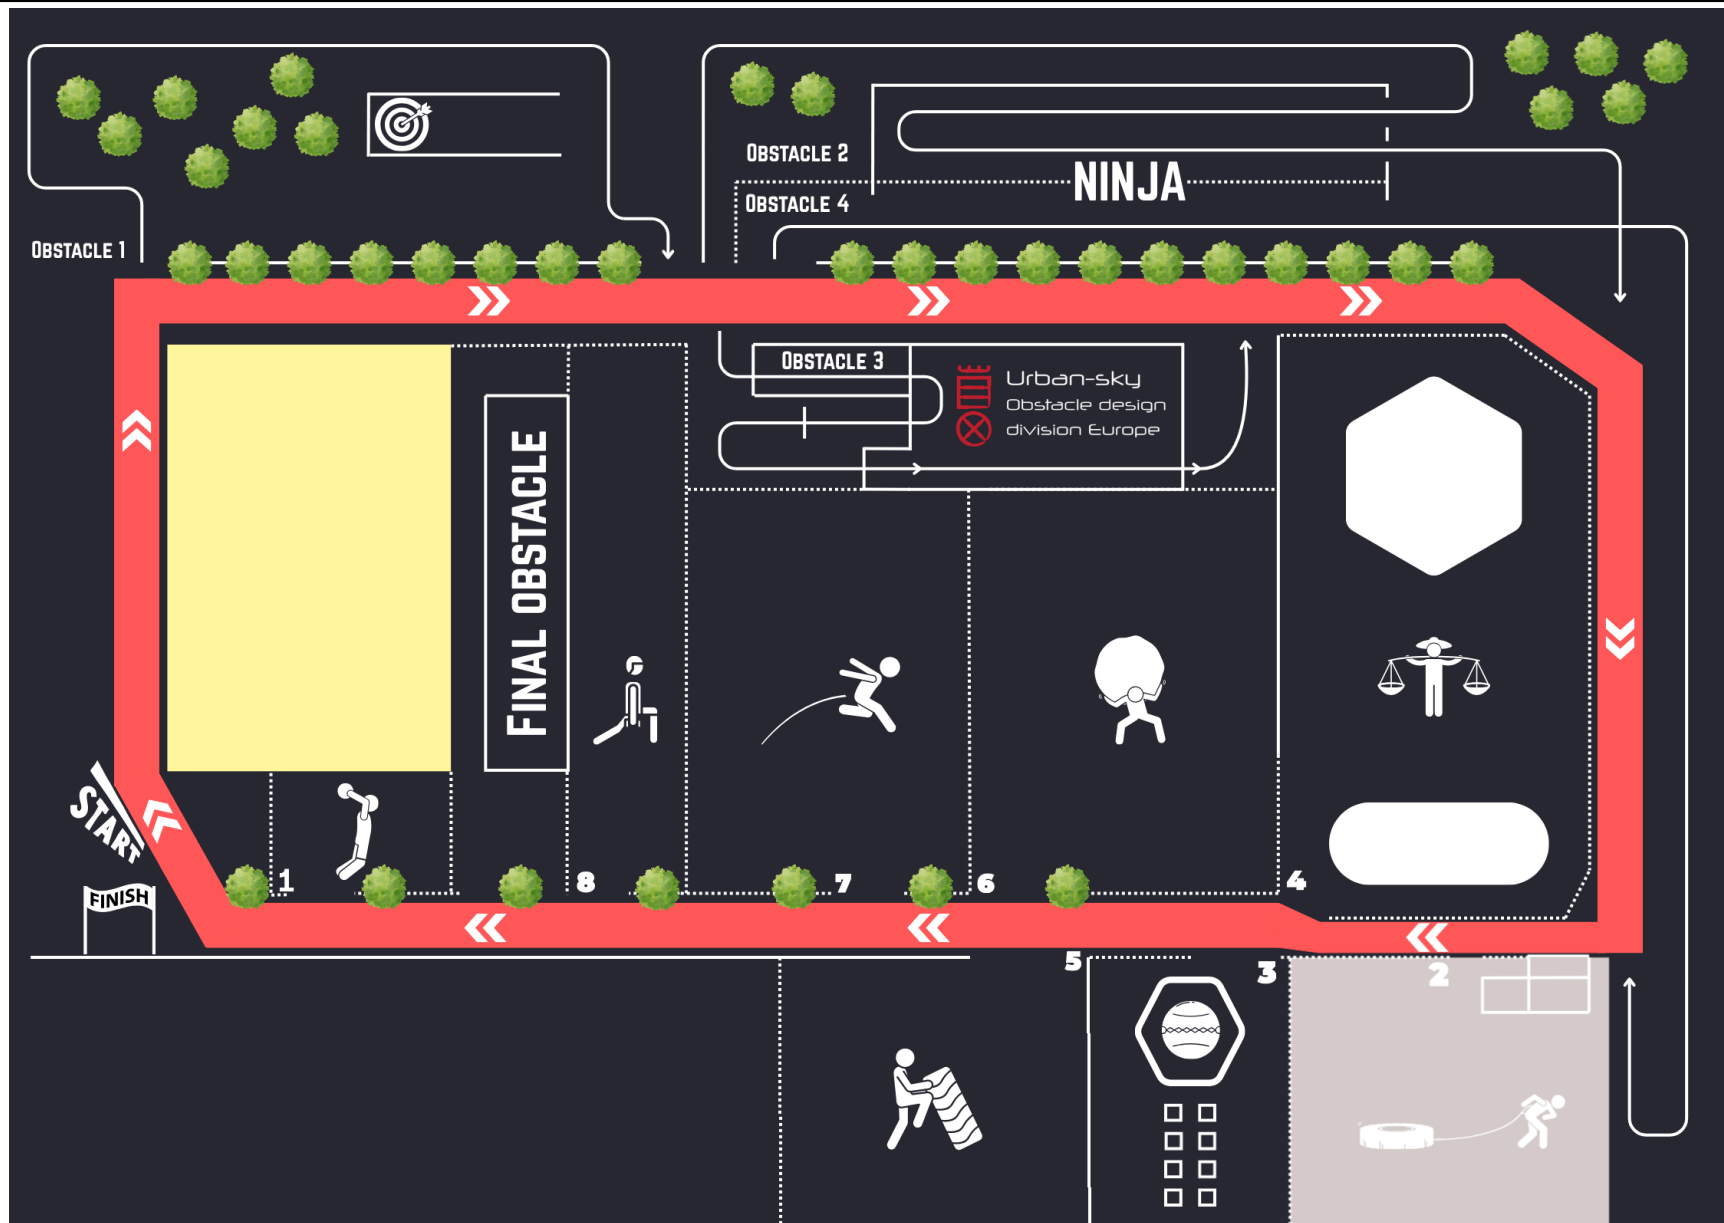 Obstacle 2
NINJA
Obstacle 4
Obstacle 1
Obstacle 3
Urban-sky
Obstacle design
division Europe
Final obstacle
START
FINISH
1
8
7
6
4
5
3
2